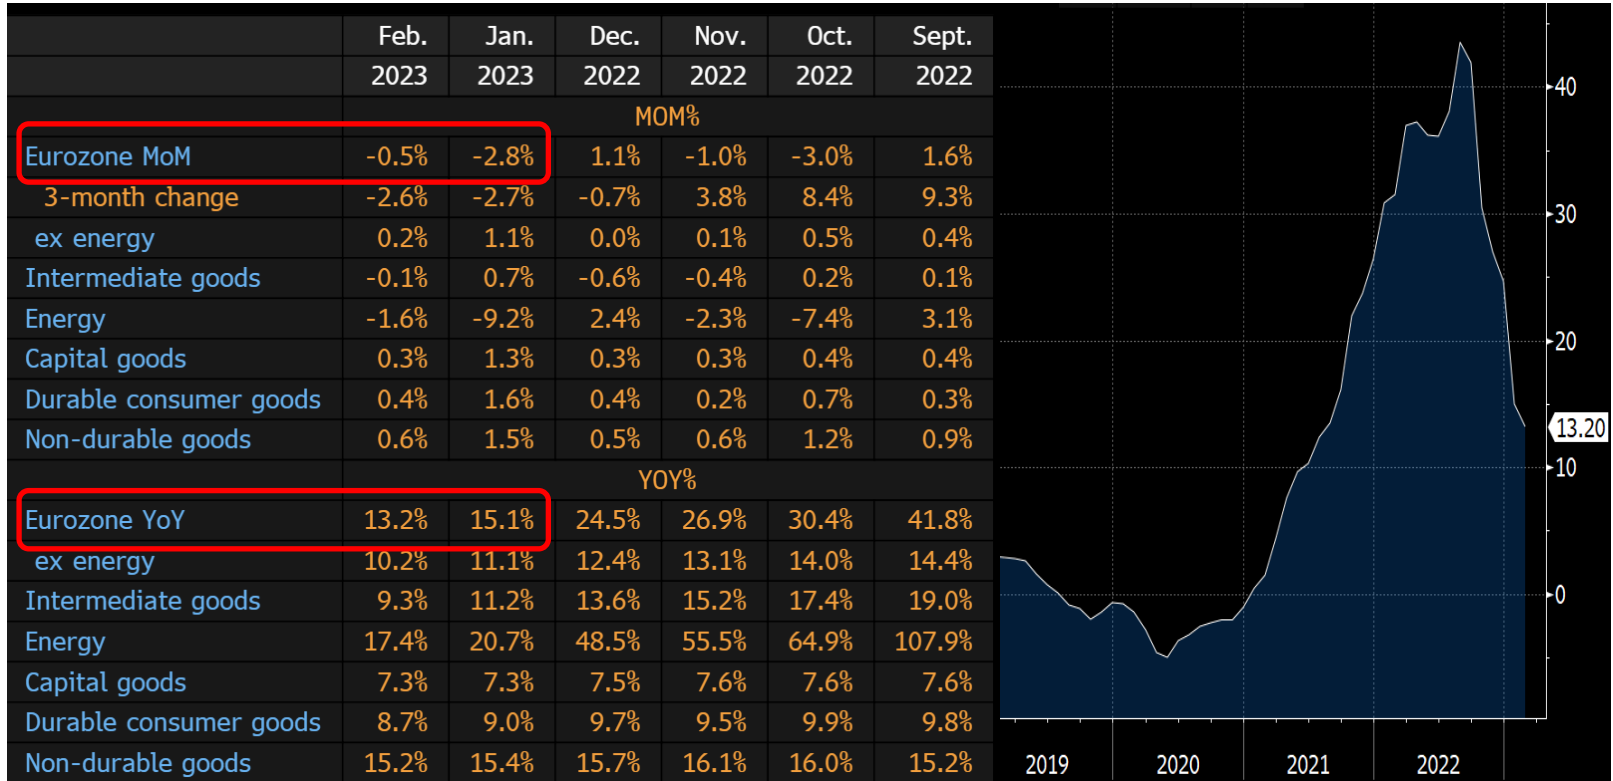 Feb. Jan. Dec. Nov. Oct. Sept.
2023 2023 2022 2022 2022 2022
MOM%
Eurozone MoM -0.5% -2.8% 1.1% -1.0% -3.0% 1.6%
3-month change -2.6% -2.7% -0.7% 3.8% 8.4% 9.3%
ex energy 0.2% 1.1% 0.0% 0.1% 0.5% 0.4%
Intermediate goods -0.1% 0.7% -0.6% -0.4% 0.2% 0.1%
Energy -1.6% -9.2% 2.4% -2.3% -7.4% 3.1%
Capital goods 0.3% 1.3% 0.3% 0.3% 0.4% 0.4%
Durable consumer goods 0.4% 1.6% 0.4% 0.2% 0.7% 0.3%
Non-durable goods 0.6% 1.5% 0.5% 0.6% 1.2% 0.9%
YOY%
Eurozone YoY 13.2% 15.1% 24.5% 26.9% 30.4% 41.8%
ex energy 10.2% 11.1% 12.4% 13.1% 14.0% 14.4%
Intermediate goods 9.3% 11.2% 13.6% 15.2% 17.4% 19.0%
Energy 17.4% 20.7% 48.5% 55.5% 64.9% 107.9%
Capital goods 7.3% 7.3% 7.5% 7.6% 7.6% 7.6%
Durable consumer goods 8.7% 9.0% 9.7% 9.5% 9.9% 9.8%
Non-durable goods 15.2% 15.4% 15.7% 16.1% 16.0% 15.2%
40
30
20
13.20
10
0
2019 2020 2021 2022